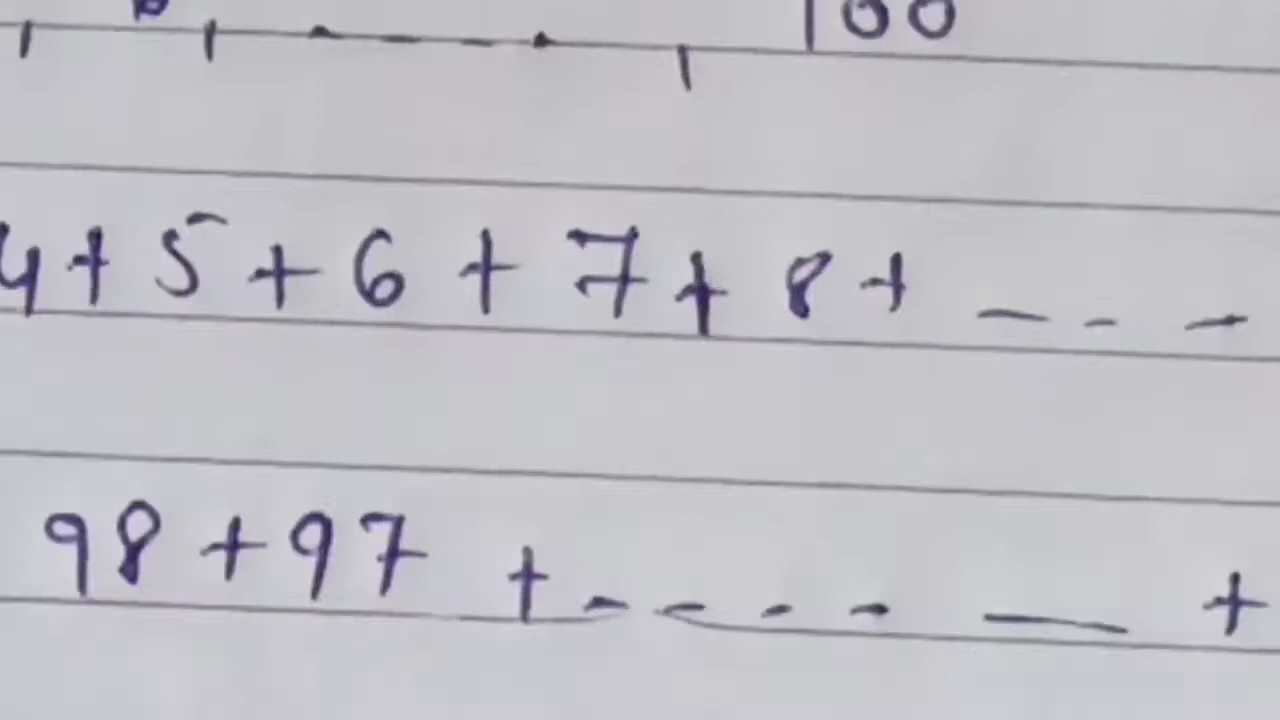 , , - - - - , 100
4 + 5 + 6 + 7 + 8 + - - -
98 + 97 + - - - - — +